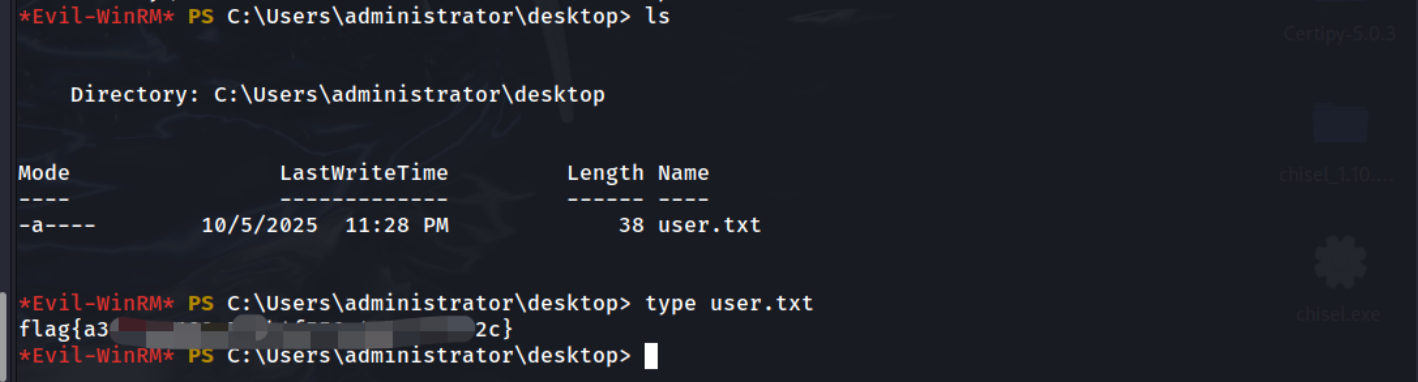 *Evil-WinRM* PS C:\Users\administrator\desktop> ls
Directory: C:\Users\administrator\desktop
Mode LastWriteTime Length Name
---- ------------- ------ ----
-a---- 10/5/2025 11:28 PM 38 user.txt
*Evil-WinRM* PS C:\Users\administrator\desktop> type user.txt
flag{a3 2c}
*Evil-WinRM* PS C:\Users\administrator\desktop>
Certipy-5.0.3
chisel_1.10....
chisel.exe